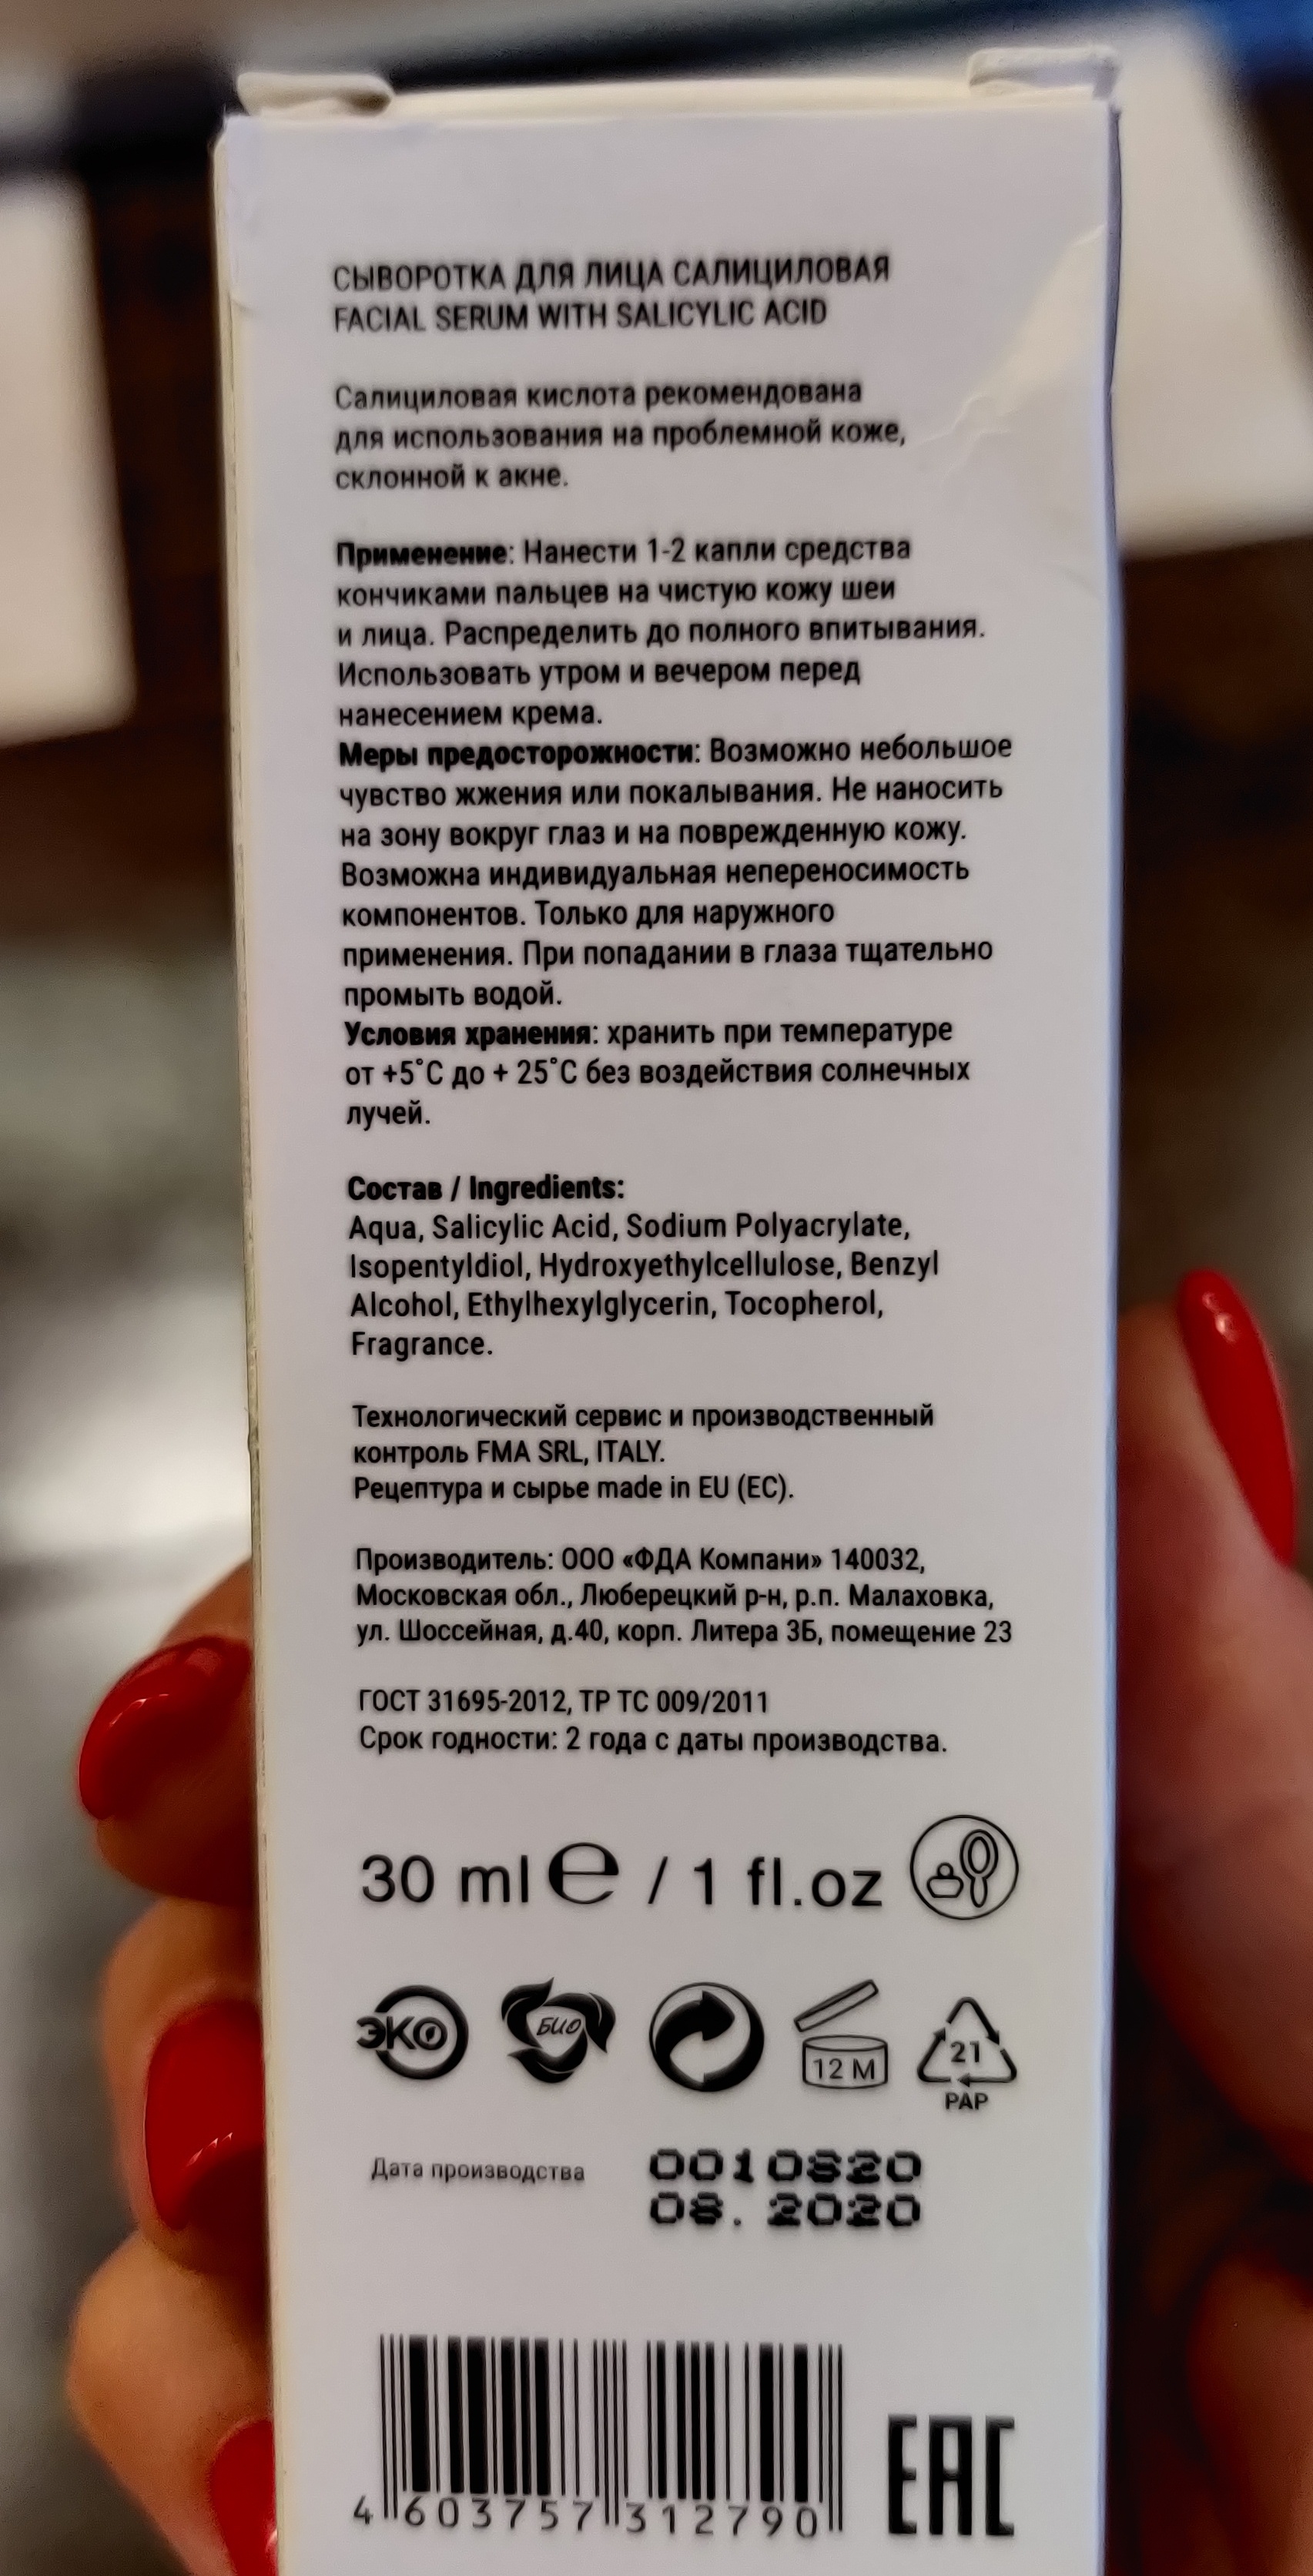 СЫВОРОТКА ДЛЯ ЛИЦА САЛИЦИЛОВАЯ
FACIAL SERUM WITH SALICYLIC ACID
Салициловая кислота рекомендована
для использования на проблемной коже,
склонной к акне.
Применение: Нанести 1-2 капли средства
кончиками пальцев на чистую кожу шеи
и лица. Распределить до полного впитывания.
Использовать утром и вечером перед
нанесением крема.
Меры предосторожности: Возможно небольшое
чувство жжения или покалывания. Не наносить
на зону вокруг глаз и на поврежденную кожу.
Возможна индивидуальная непереносимость
компонентов. Только для наружного
применения. При попадании в глаза тщательно
промыть водой.
Условия хранения: хранить при температуре
от +5˚C до + 25˚C без воздействия солнечных
лучей.
Состав / Ingredients:
Aqua, Salicylic Acid, Sodium Polyacrylate,
Isopentyldiol, Hydroxyethylcellulose, Benzyl
Alcohol, Ethylhexylglycerin, Tocopherol,
Fragrance.
Технологический сервис и производственный
контроль FMA SRL, ITALY.
Рецептура и сырье made in EU (EC).
Производитель: ООО «ФДА Компани» 140032,
Московская обл., Люберецкий р-н, р.п. Малаховка,
ул. Шоссейная, д.40, корп. Литера 3Б, помещение 23
ГОСТ 31695-2012, ТР ТС 009/2011
Срок годности: 2 года с даты производства.
30 ml ℮ / 1 fl.oz
ЭКО БИО 12 M 21
PAP
Дата производства 0010820
08. 2020
4 603757 312790 EAC